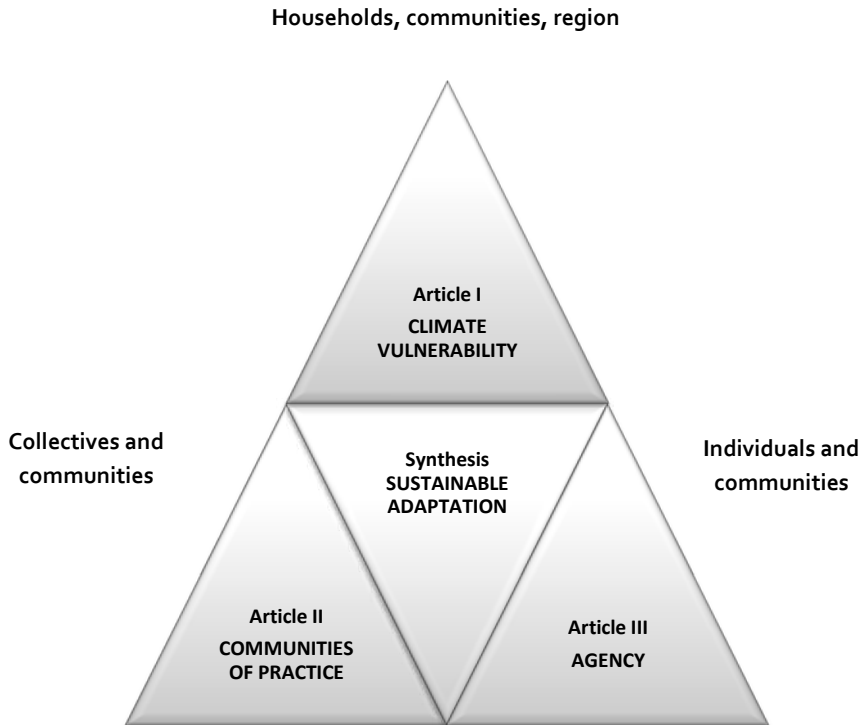 Households, communities, region
Article I
CLIMATE
VULNERABILITY
Collectives and
communities
Synthesis
SUSTAINABLE
ADAPTATION
Individuals and
communities
Article II
COMMUNITIES
OF PRACTICE
Article III
AGENCY